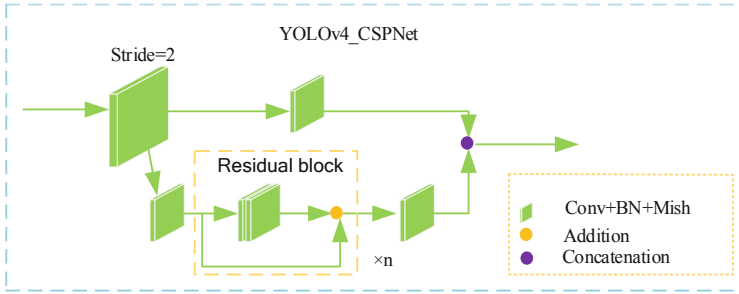 YOLOv4_CSPNet
Stride=2
Residual block
×n
Conv+BN+Mish
Addition
Concatenation